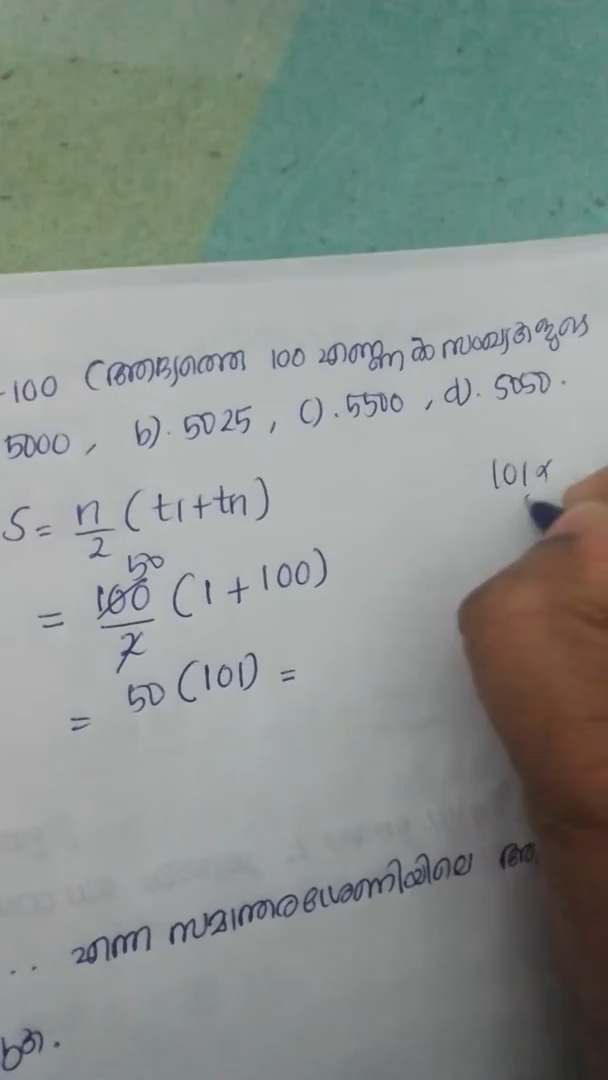 -100 (ആദ്യത്തെ 100 എണ്ണൽ സംഖ്യകളുടെ
5000, b). 5025, c). 5500, d). 5050.
S = n/2 (t1+tn)
101×
50
= 100/2 (1+100)
= 50 (101) =
.. എന്ന സമാന്തരശ്രേണിയിലെ ആ